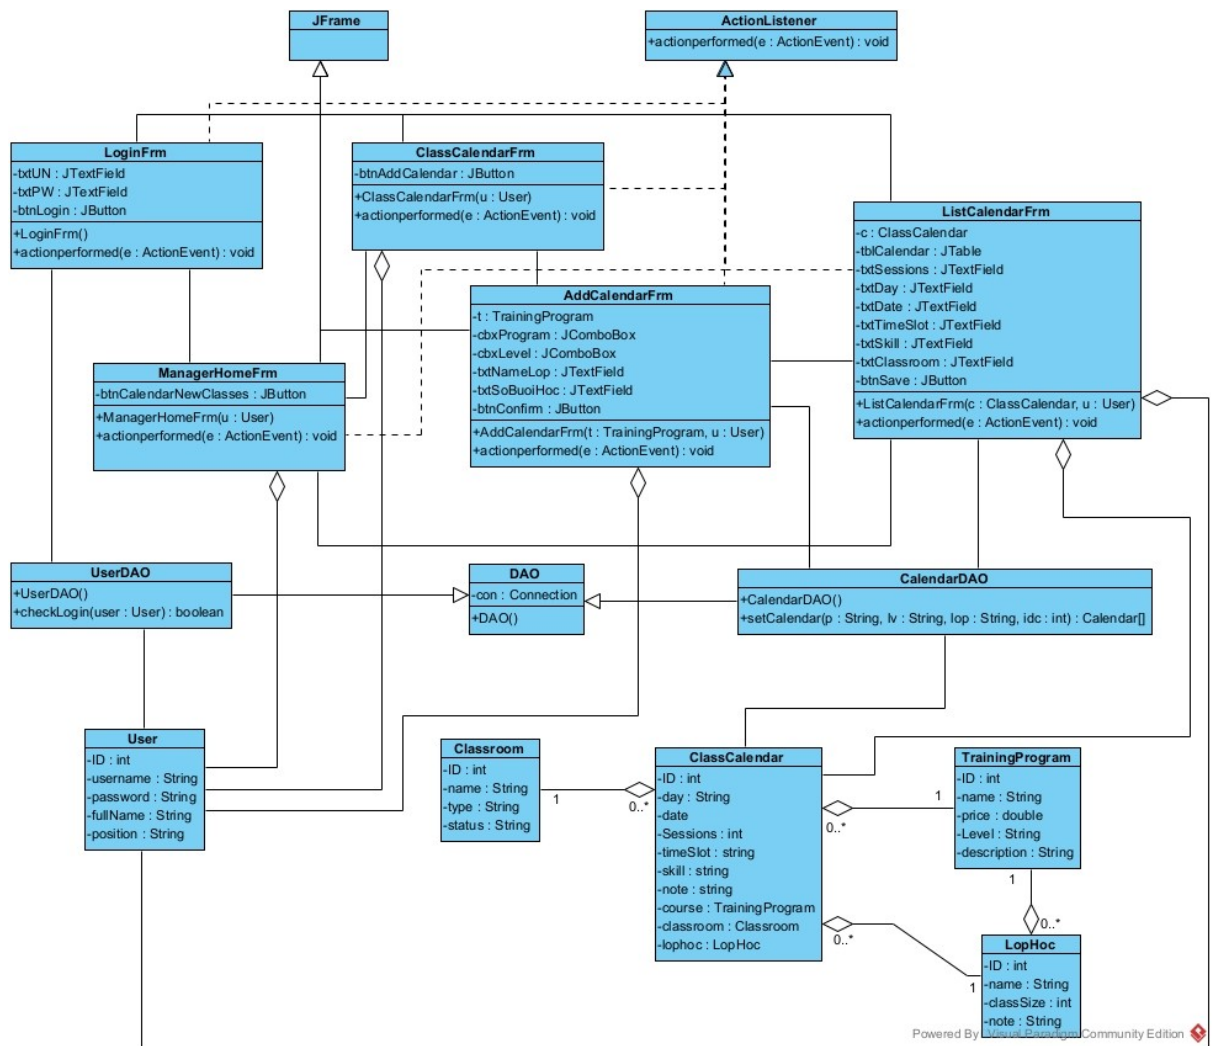 JFrame
ActionListener
+actionperformed(e : ActionEvent) : void
LoginFrm
-txtUN : JTextField
-txtPW : JTextField
-btnLogin : JButton
+LoginFrm()
+actionperformed(e : ActionEvent) : void
ClassCalendarFrm
-btnAddCalendar : JButton
+ClassCalendarFrm(u : User)
+actionperformed(e : ActionEvent) : void
ListCalendarFrm
-c : ClassCalendar
-tblCalendar : JTable
-txtSessions : JTextField
-txtDay : JTextField
-txtDate : JTextField
-txtTimeSlot : JTextField
-txtSkill : JTextField
-txtClassroom : JTextField
-btnSave : JButton
+ListCalendarFrm(c : ClassCalendar, u : User)
+actionperformed(e : ActionEvent) : void
AddCalendarFrm
-t : TrainingProgram
-cbxProgram : JComboBox
-cbxLevel : JComboBox
-txtNameLop : JTextField
-txtSoBuoiHoc : JTextField
-btnConfirm : JButton
+AddCalendarFrm(t : TrainingProgram, u : User)
+actionperformed(e : ActionEvent) : void
ManagerHomeFrm
-btnCalendarNewClasses : JButton
+ManagerHomeFrm(u : User)
+actionperformed(e : ActionEvent) : void
UserDAO
+UserDAO()
+checkLogin(user : User) : boolean
DAO
-con : Connection
+DAO()
CalendarDAO
+CalendarDAO()
+setCalendar(p : String, lv : String, lop : String, idc : int) : Calendar[]
User
-ID : int
-username : String
-password : String
-fullName : String
-position : String
Classroom
-ID : int
-name : String
-type : String
-status : String
1
0..*
ClassCalendar
-ID : int
-day : String
-date
-Sessions : int
-timeSlot : string
-skill : string
-note : string
-course : TrainingProgram
-classroom : Classroom
-lophoc : LopHoc
1
0..*
0..*
1
TrainingProgram
-ID : int
-name : String
-price : double
-Level : String
-description : String
1
0..*
LopHoc
-ID : int
-name : String
-classSize : int
-note : String
Powered By Visual Paradigm Community Edition